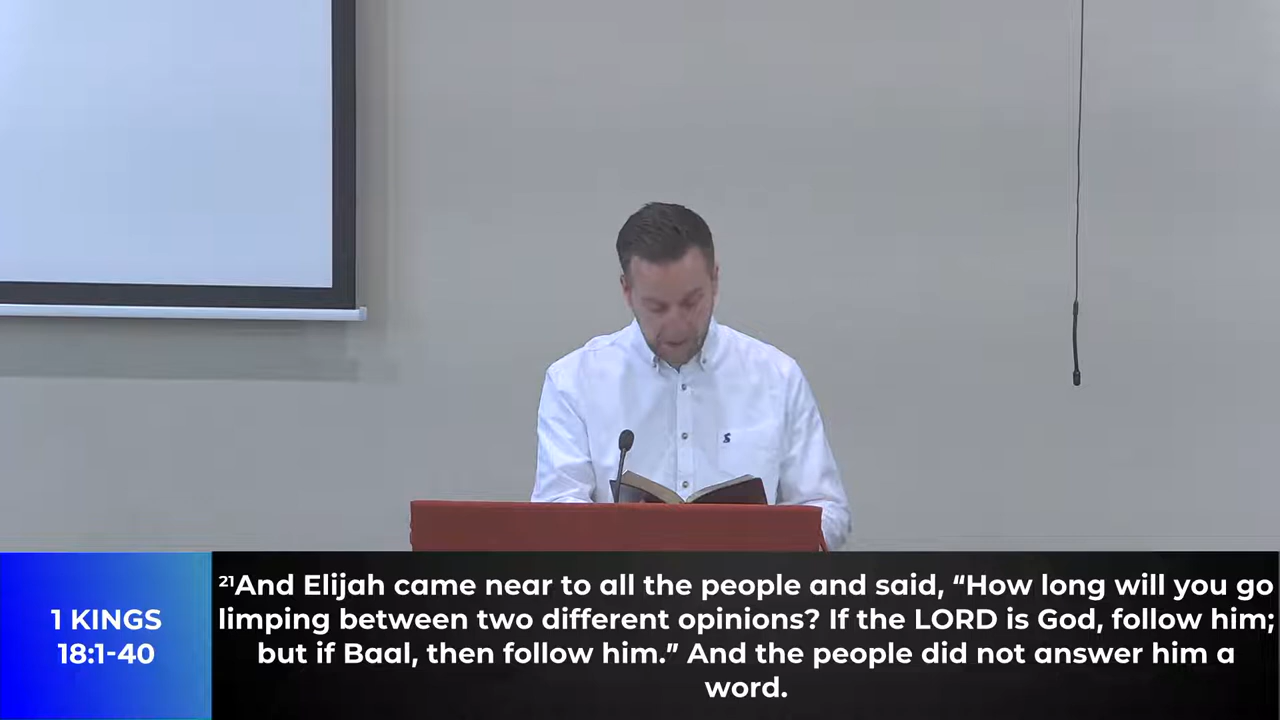 1 KINGS
18:1-40
²¹And Elijah came near to all the people and said, “How long will you go
limping between two different opinions? If the LORD is God, follow him;
but if Baal, then follow him.” And the people did not answer him a
word.